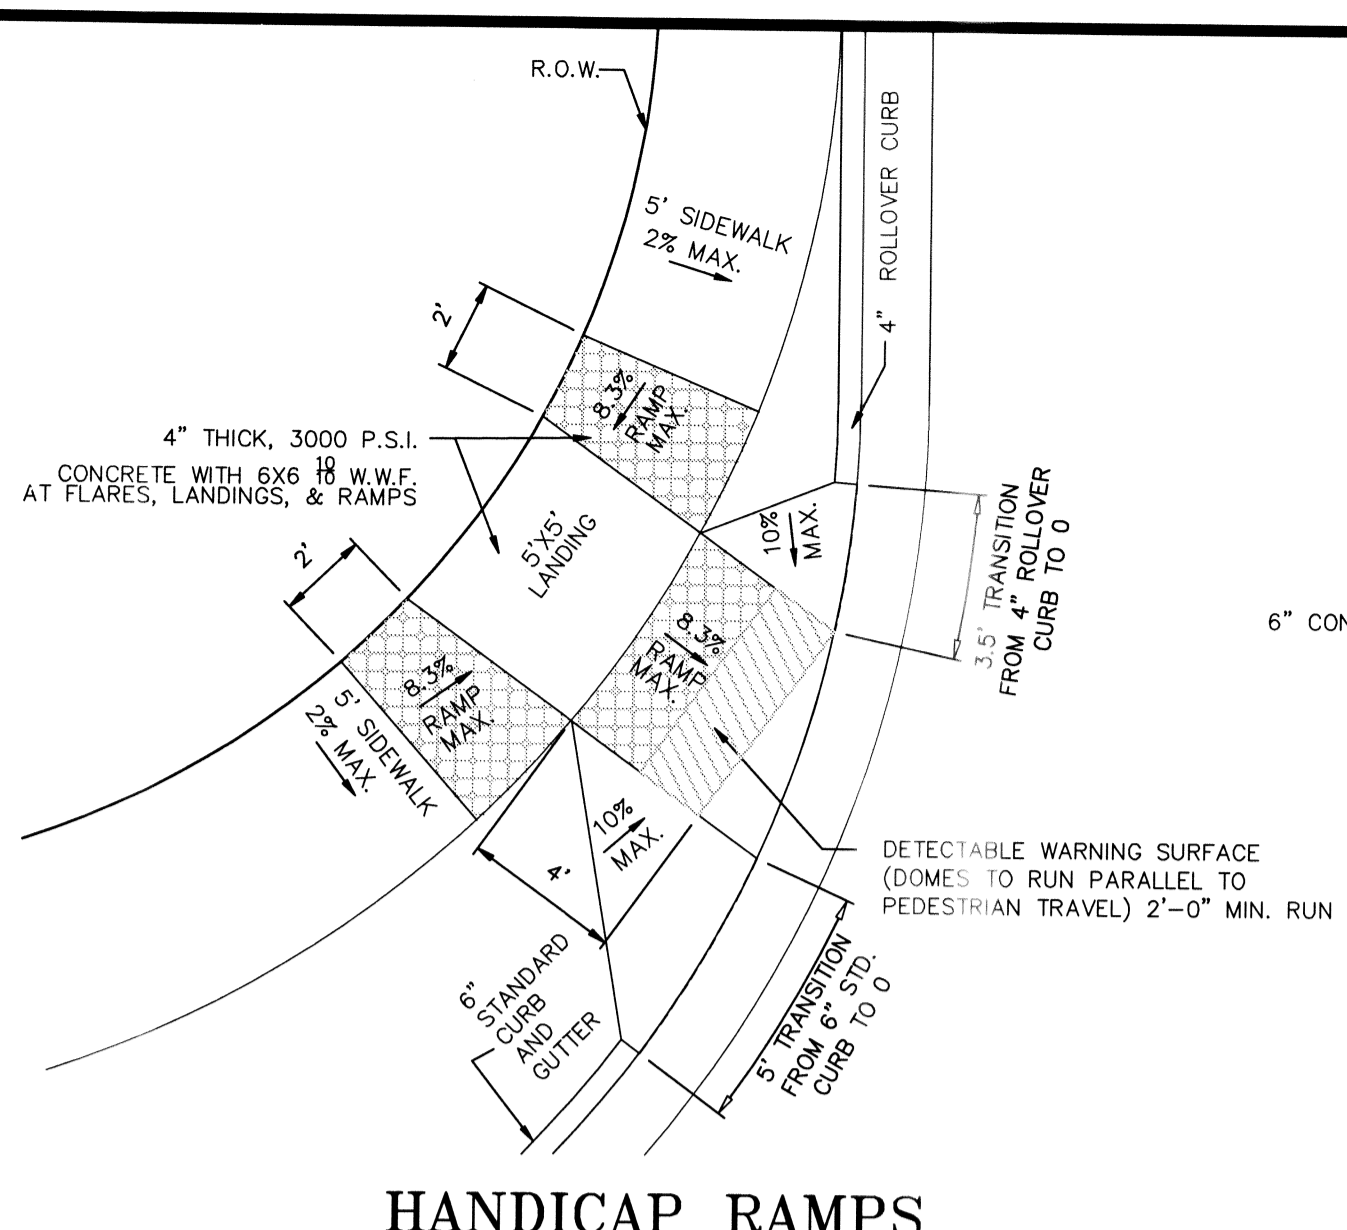 R.O.W.
4" ROLLOVER CURB
5' SIDEWALK
2% MAX.
2'
8.3%
RAMP
MAX.
4" THICK, 3000 P.S.I.
CONCRETE WITH 6X6 10/10 W.W.F.
AT FLARES, LANDINGS, & RAMPS
5'X5'
LANDING
10%
MAX.
3.5' TRANSITION
FROM 4" ROLLOVER
CURB TO 0
6" CON
2'
8.3%
RAMP
MAX.
8.3%
RAMP
MAX.
5' SIDEWALK
2% MAX.
10%
MAX.
4'
DETECTABLE WARNING SURFACE
(DOMES TO RUN PARALLEL TO
PEDESTRIAN TRAVEL) 2'-0" MIN. RUN
6"
STANDARD
CURB
AND
GUTTER
5' TRANSITION
FROM 6" STD.
CURB TO 0
HANDICAP RAMPS